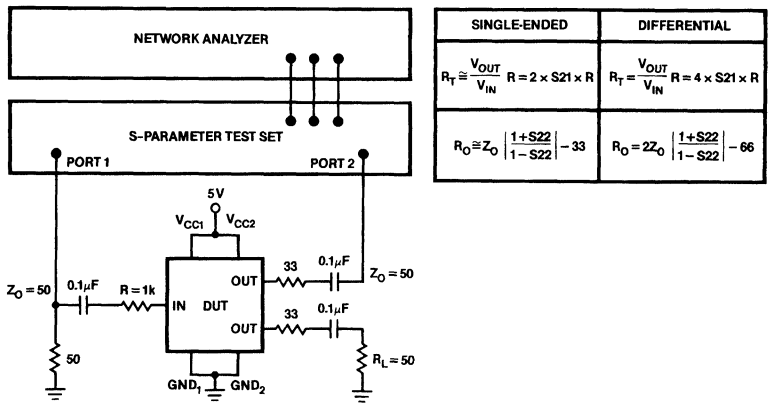 NETWORK ANALYZER
S-PARAMETER TEST SET
PORT 1
PORT 2
5V
VCC1
VCC2
ZO = 50
0.1μF
R = 1k
IN
DUT
OUT
33
0.1μF
ZO = 50
OUT
33
0.1μF
50
GND1
GND2
RL = 50
SINGLE-ENDED
DIFFERENTIAL
RT ≅ VOUT/VIN R = 2 × S21 × R
RT = VOUT/VIN R = 4 × S21 × R
RO ≅ ZO |1+S22/1−S22| − 33
RO = 2ZO |1+S22/1−S22| − 66